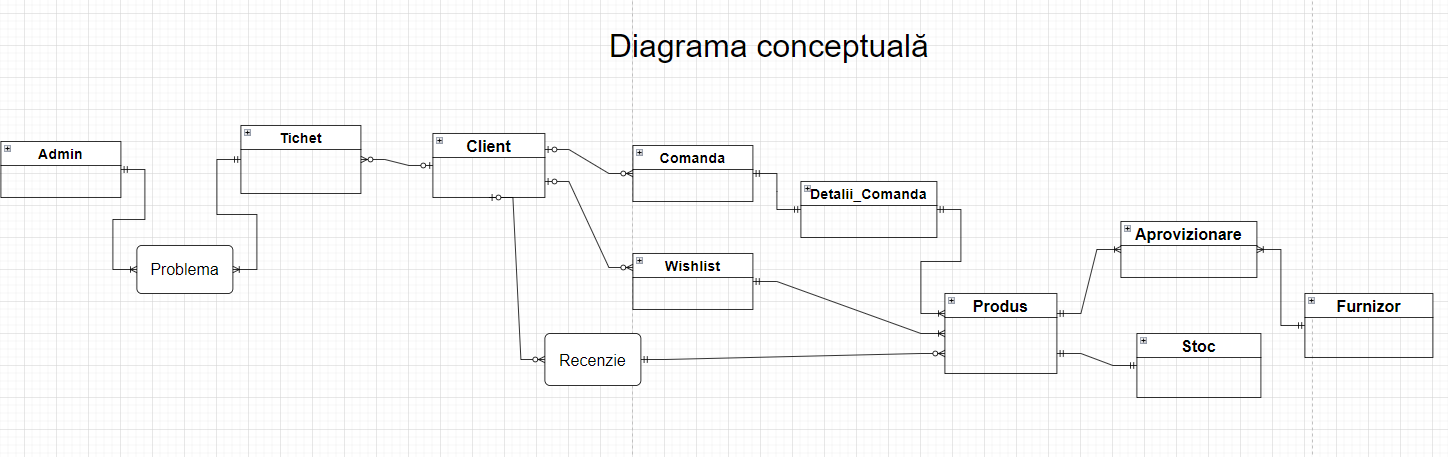 Diagrama conceptuală
Admin
Tichet
Client
Comanda
Detalii_Comanda
Problema
Wishlist
Recenzie
Produs
Aprovizionare
Stoc
Furnizor